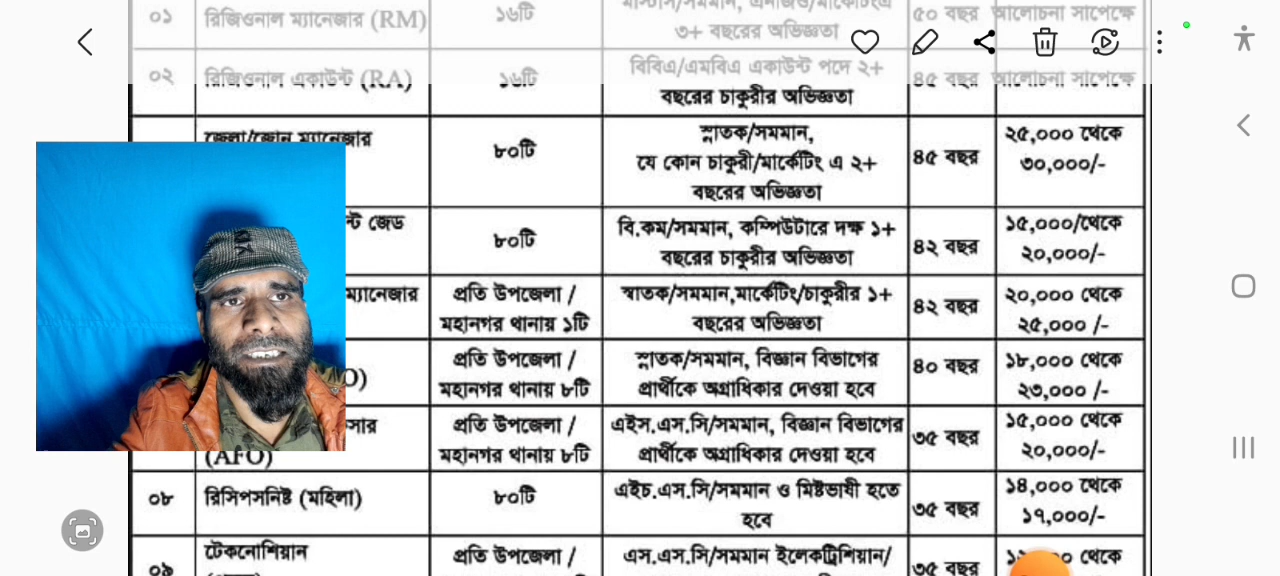 ০১ রিজিওনাল ম্যানেজার (RM) ১৬টি ৫০ বছর আলোচনা সাপেক্ষে
৩+ বছরের অভিজ্ঞতা
০২ রিজিওনাল একাউন্ট (RA) ১৬টি বিবিএ/এমবিএ একাউন্ট পদে ২+ ৪৫ বছর আলোচনা সাপেক্ষে
বছরের চাকুরীর অভিজ্ঞতা
জেলা/জোন ম্যানেজার ৮০টি স্নাতক/সমমান, ৪৫ বছর ২৫,০০০ থেকে
যে কোন চাকুরী/মার্কেটিং এ ২+ ৩০,০০০/-
বছরের অভিজ্ঞতা
ন্ট জেড ৮০টি বি.কম/সমমান, কম্পিউটারে দক্ষ ১+ ৪২ বছর ১৫,০০০/থেকে
বছরের চাকুরীর অভিজ্ঞতা ২০,০০০/-
ম্যানেজার প্রতি উপজেলা / স্বাতক/সমমান,মার্কেটিং/চাকুরীর ১+ ৪২ বছর ২০,০০০ থেকে
মহানগর থানায় ১টি বছরের অভিজ্ঞতা ২৫,০০০ /-
প্রতি উপজেলা / স্নাতক/সমমান, বিজ্ঞান বিভাগের ৪০ বছর ১৮,০০০ থেকে
O) মহানগর থানায় ৮টি প্রার্থীকে অগ্রাধিকার দেওয়া হবে ২৩,০০০ /-
সার প্রতি উপজেলা / এইস.এস.সি/সমমান, বিজ্ঞান বিভাগের ৩৫ বছর ১৫,০০০ থেকে
(AFO) মহানগর থানায় ৮টি প্রার্থীকে অগ্রাধিকার দেওয়া হবে ২০,০০০/-
০৮ রিসিপসনিষ্ট (মহিলা) ৮০টি এইচ.এস.সি/সমমান ও মিষ্টভাষী হতে ৩৫ বছর ১৪,০০০ থেকে
হবে ১৭,০০০/-
০৯ টেকনোশিয়ান প্রতি উপজেলা / এস.এস.সি/সমমান ইলেকট্রিশিয়ান/ ৩৫ বছর থেকে